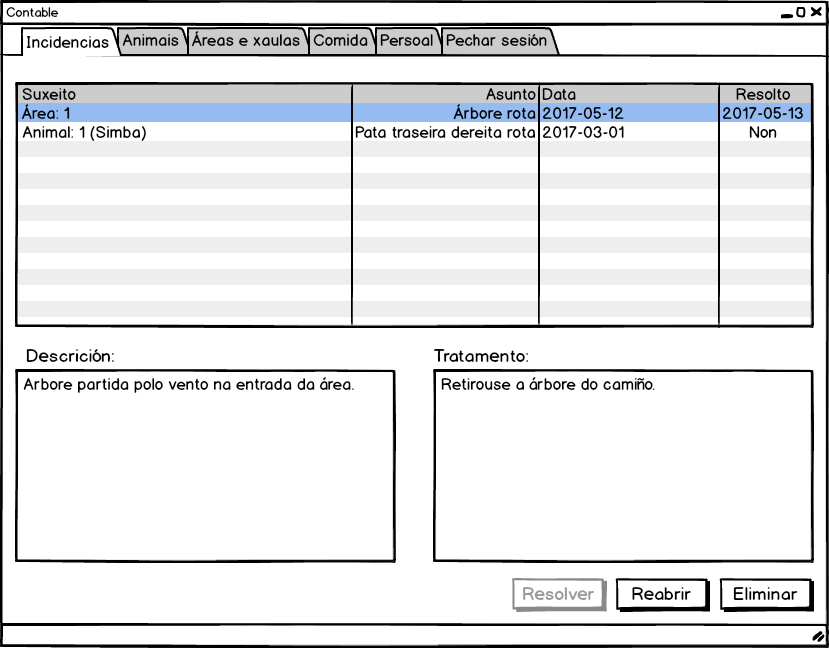 Contable
Incidencias Animais Áreas e xaulas Comida Persoal Pechar sesión
Suxeito Asunto Data Resolto
Área: 1 Árbore rota 2017-05-12 2017-05-13
Animal: 1 (Simba) Pata traseira dereita rota 2017-03-01 Non
Descrición: Tratamento:
Arbore partida polo vento na entrada da área. Retirouse a árbore do camiño.
Resolver Reabrir Eliminar